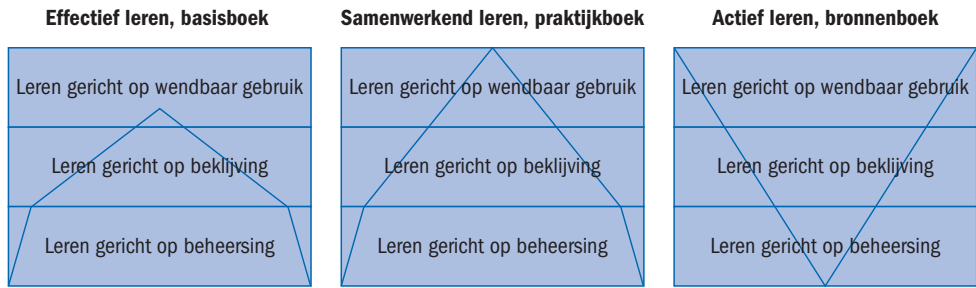 Effectief leren, basisboek
Leren gericht op wendbaar gebruik
Leren gericht op beklijving
Leren gericht op beheersing
Samenwerkend leren, praktijkboek
Leren gericht op wendbaar gebruik
Leren gericht op beklijving
Leren gericht op beheersing
Actief leren, bronnenboek
Leren gericht op wendbaar gebruik
Leren gericht op beklijving
Leren gericht op beheersing